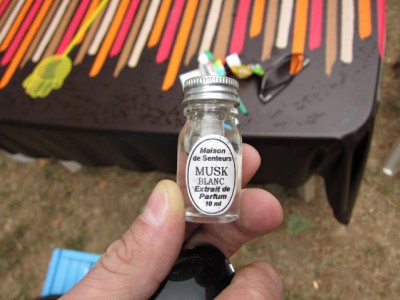 Maison
de Senteurs
MUSK
BLANC
Extrait de
Parfum
10 ml